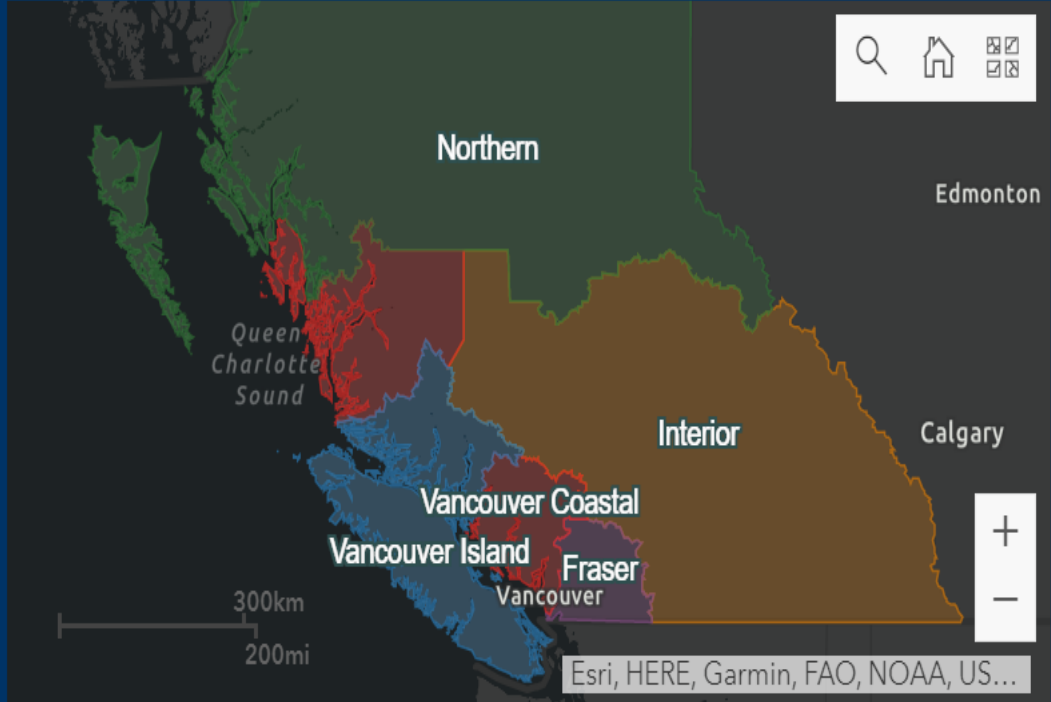 Northern
Edmonton
Queen
Charlotte
Sound
Interior
Calgary
Vancouver Coastal
Vancouver Island
Fraser
Vancouver
300km
200mi
+
−
Esri, HERE, Garmin, FAO, NOAA, US...